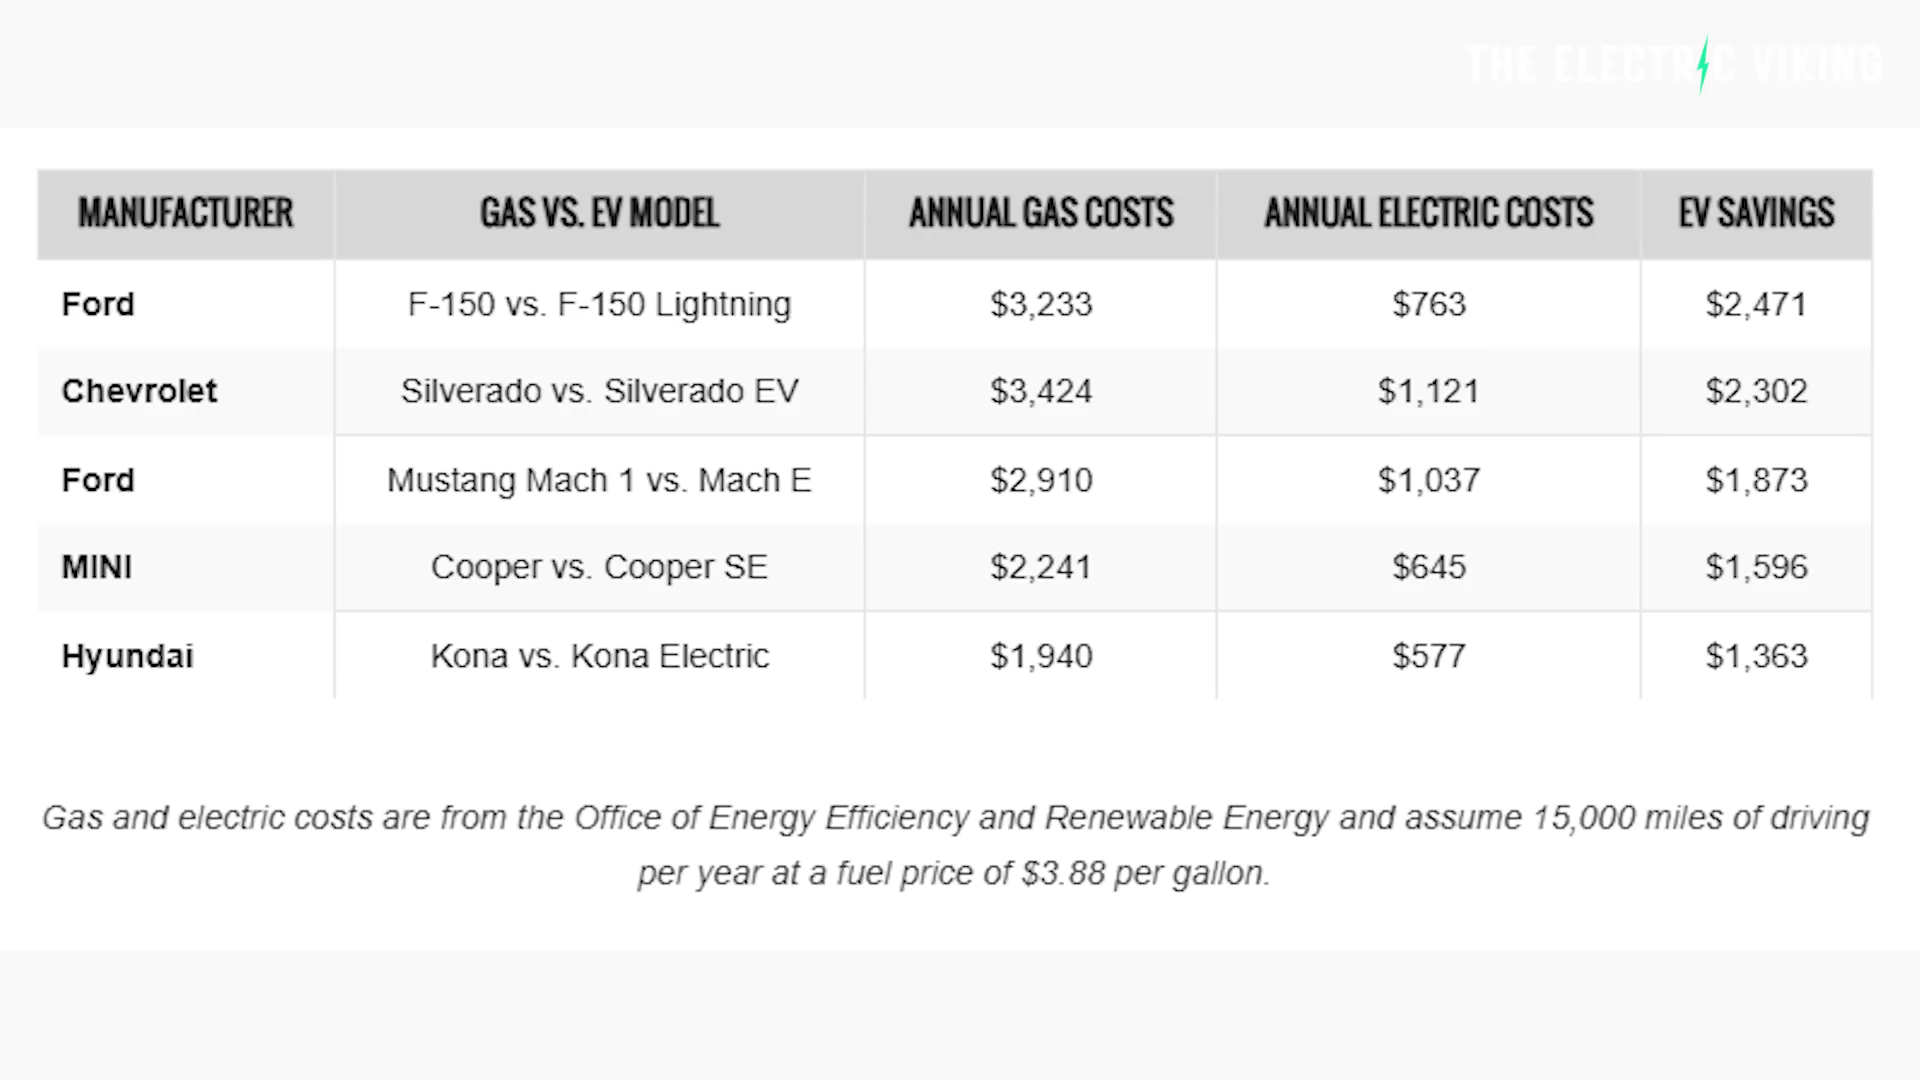 THE ELECTRIC VIKING
MANUFACTURER GAS VS. EV MODEL ANNUAL GAS COSTS ANNUAL ELECTRIC COSTS EV SAVINGS
Ford F-150 vs. F-150 Lightning $3,233 $763 $2,471
Chevrolet Silverado vs. Silverado EV $3,424 $1,121 $2,302
Ford Mustang Mach 1 vs. Mach E $2,910 $1,037 $1,873
MINI Cooper vs. Cooper SE $2,241 $645 $1,596
Hyundai Kona vs. Kona Electric $1,940 $577 $1,363
Gas and electric costs are from the Office of Energy Efficiency and Renewable Energy and assume 15,000 miles of driving
per year at a fuel price of $3.88 per gallon.